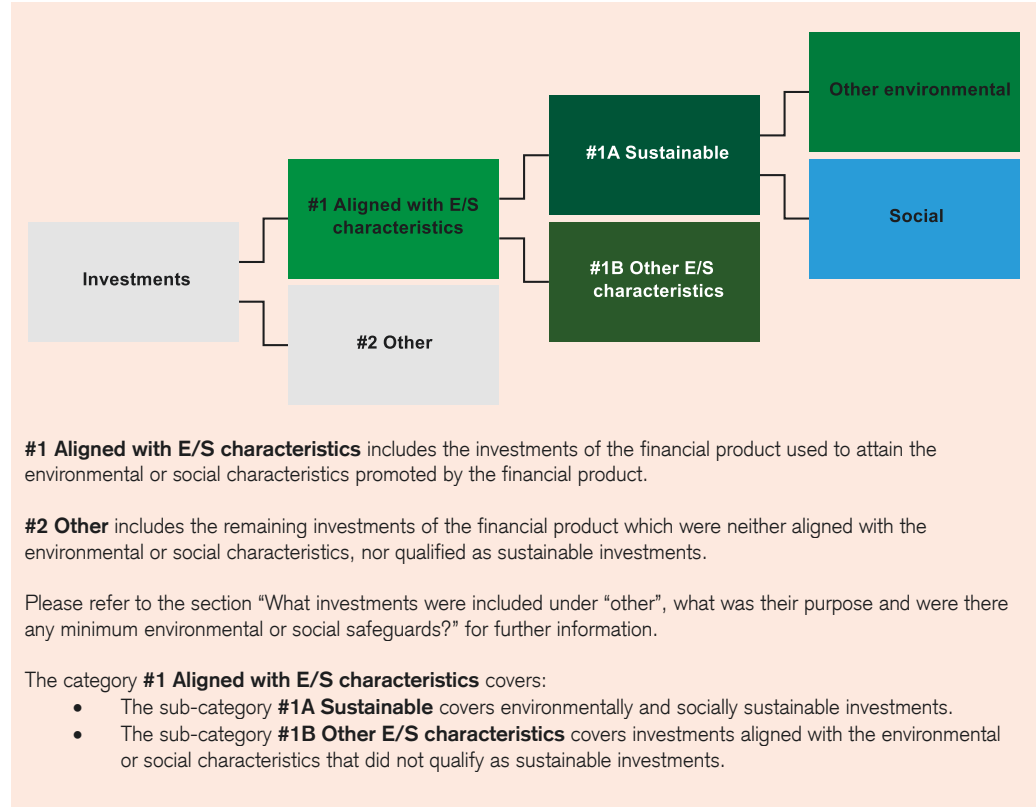 Other environmental
#1A Sustainable
#1 Aligned with E/S
characteristics
Social
Investments
#1B Other E/S
characteristics
#2 Other
#1 Aligned with E/S characteristics includes the investments of the financial product used to attain the
environmental or social characteristics promoted by the financial product.
#2 Other includes the remaining investments of the financial product which were neither aligned with the
environmental or social characteristics, nor qualified as sustainable investments.
Please refer to the section “What investments were included under “other”, what was their purpose and were there
any minimum environmental or social safeguards?” for further information.
The category #1 Aligned with E/S characteristics covers:
• The sub-category #1A Sustainable covers environmentally and socially sustainable investments.
• The sub-category #1B Other E/S characteristics covers investments aligned with the environmental
or social characteristics that did not qualify as sustainable investments.